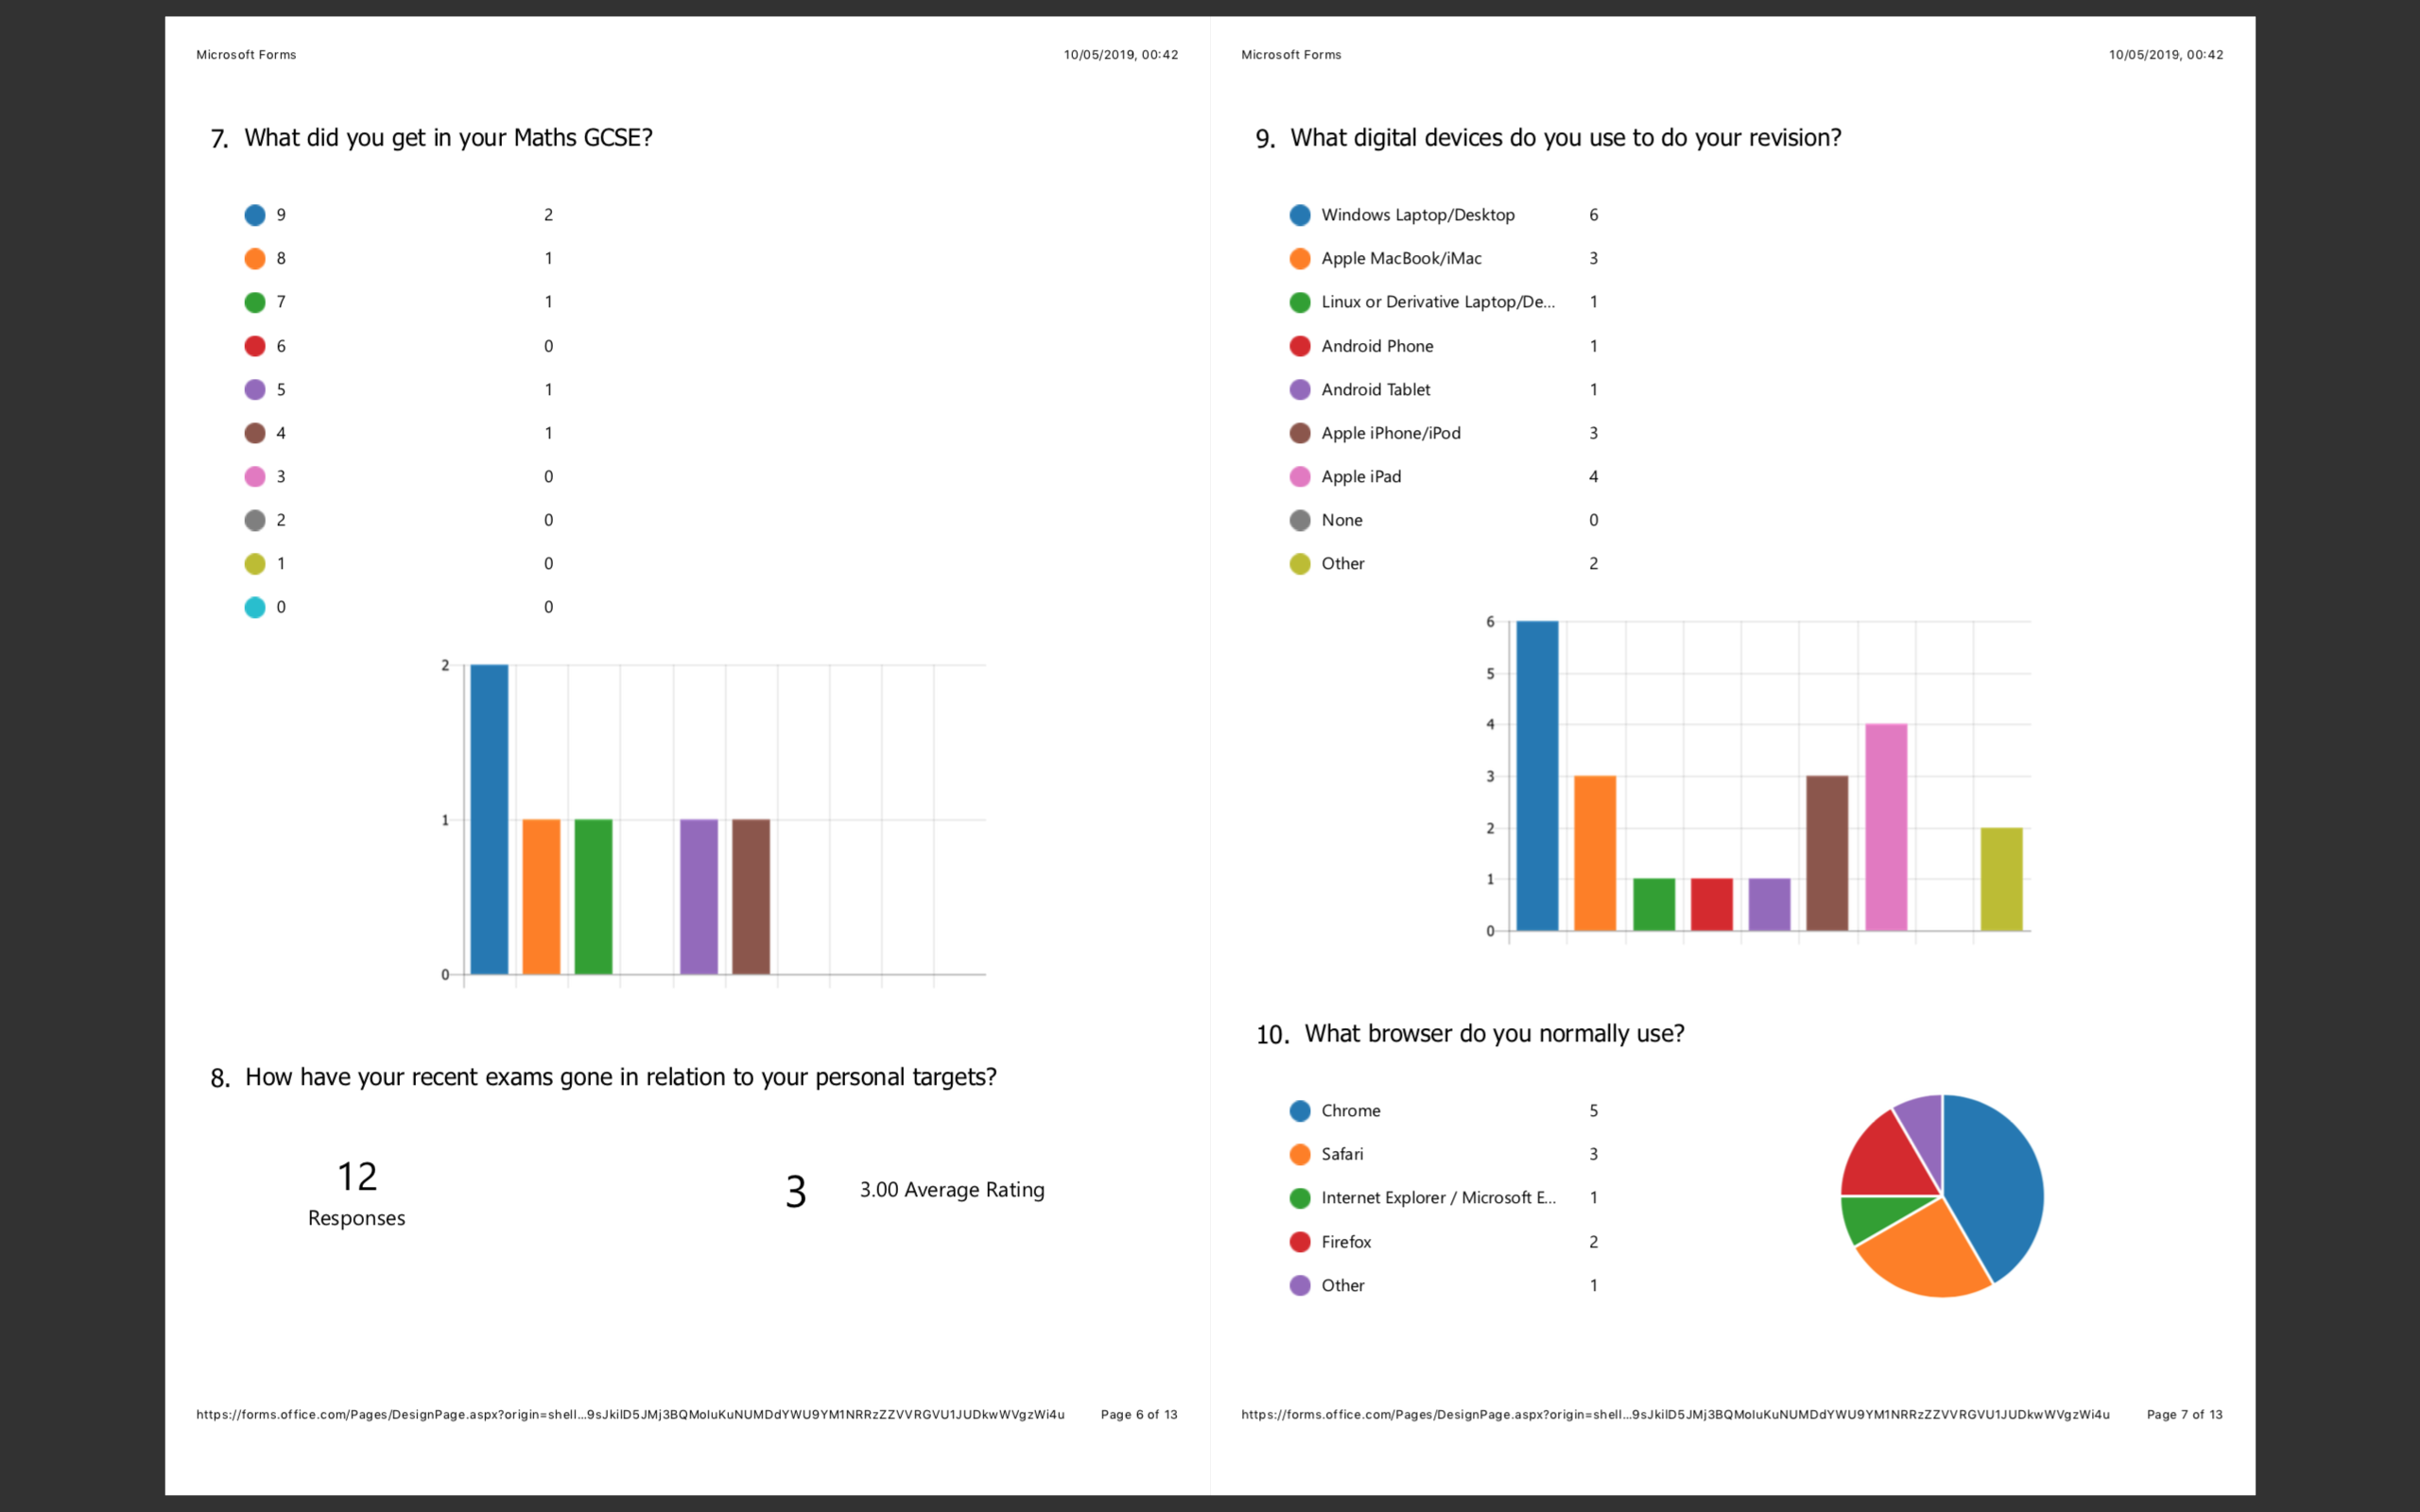 Microsoft Forms 10/05/2019, 00:42
7. What did you get in your Maths GCSE?
9 2
8 1
7 1
6 0
5 1
4 1
3 0
2 0
1 0
0 0
2
1
0
8. How have your recent exams gone in relation to your personal targets?
12
Responses
3 3.00 Average Rating
https://forms.office.com/Pages/DesignPage.aspx?origin=shell...9sJkilD5JMj3BQMoluKuNUMDdYWU9YM1NRRzZZVVRGVU1JUDkwWVgzWi4u Page 6 of 13
Microsoft Forms 10/05/2019, 00:42
9. What digital devices do you use to do your revision?
Windows Laptop/Desktop 6
Apple MacBook/iMac 3
Linux or Derivative Laptop/De... 1
Android Phone 1
Android Tablet 1
Apple iPhone/iPod 3
Apple iPad 4
None 0
Other 2
6
5
4
3
2
1
0
10. What browser do you normally use?
Chrome 5
Safari 3
Internet Explorer / Microsoft E... 1
Firefox 2
Other 1
https://forms.office.com/Pages/DesignPage.aspx?origin=shell...9sJkilD5JMj3BQMoluKuNUMDdYWU9YM1NRRzZZVVRGVU1JUDkwWVgzWi4u Page 7 of 13